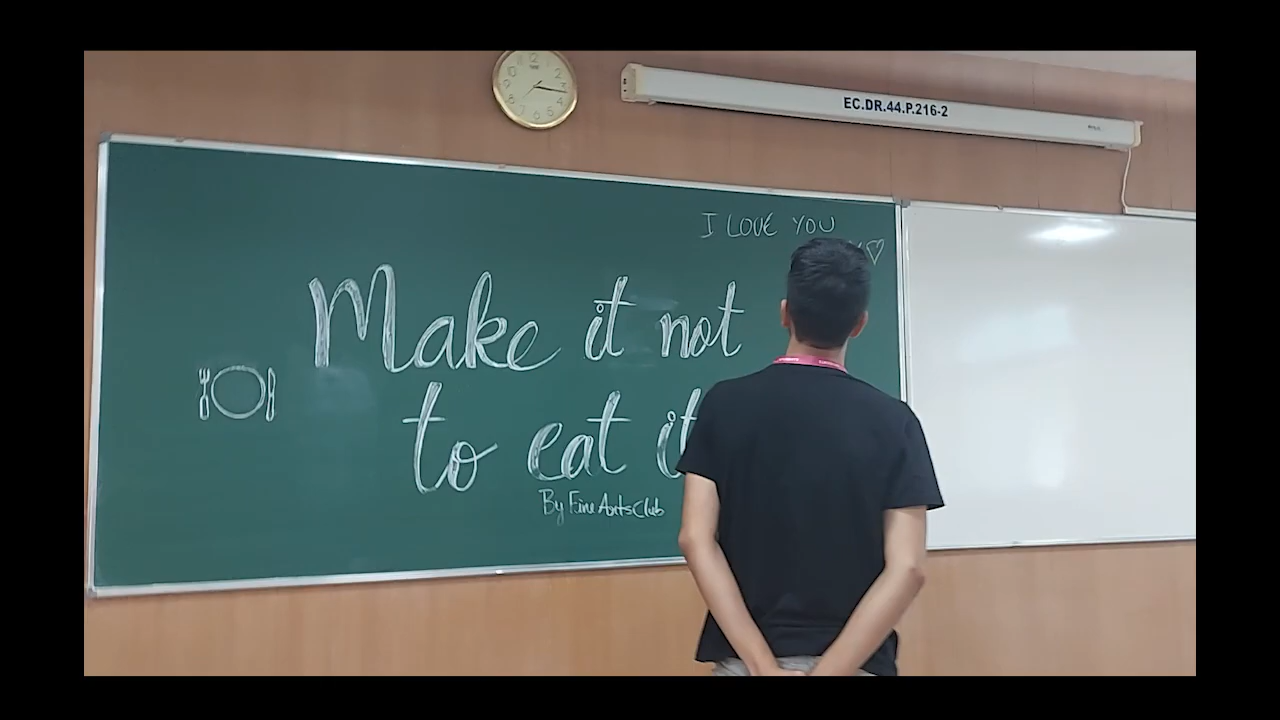 EC.DR.44.P.216-2
I LOVE YOU
Make it not
to eat it
By Fine Arts Club